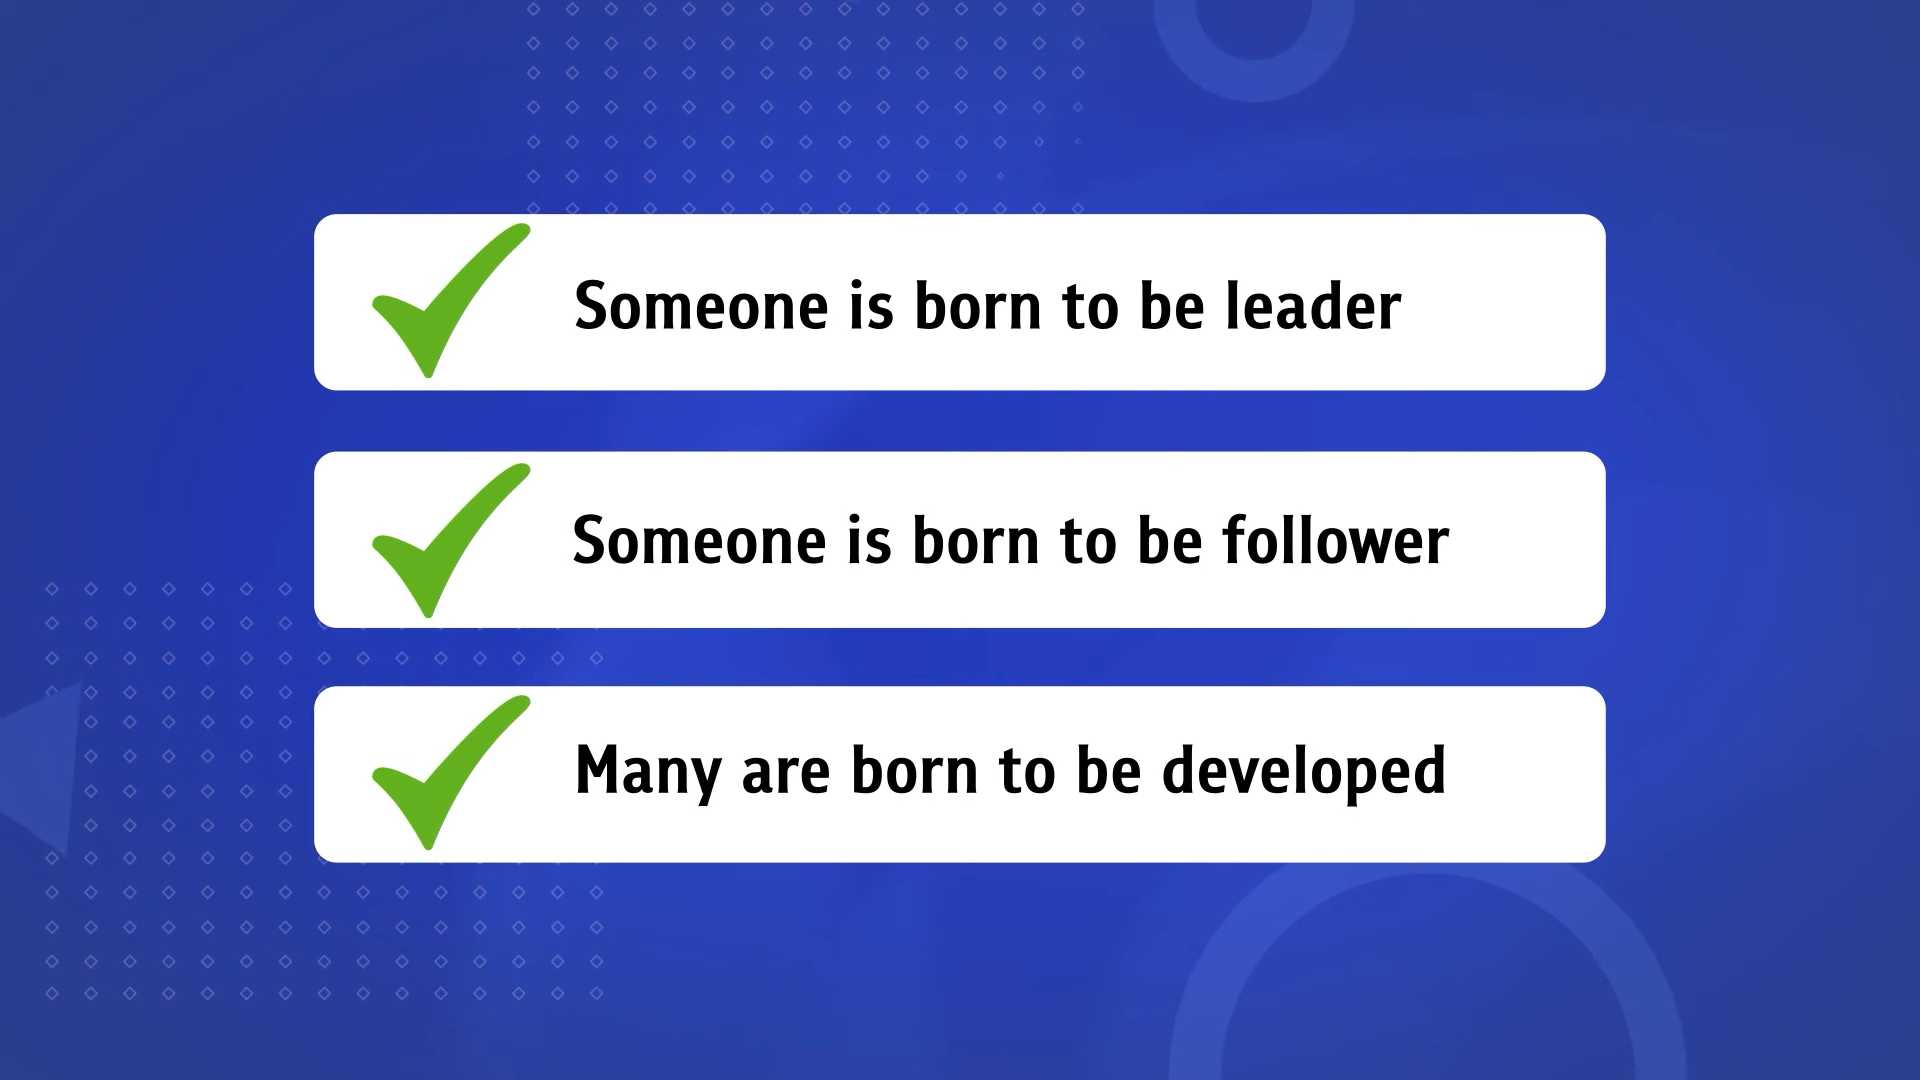 Someone is born to be leader
Someone is born to be follower
Many are born to be developed